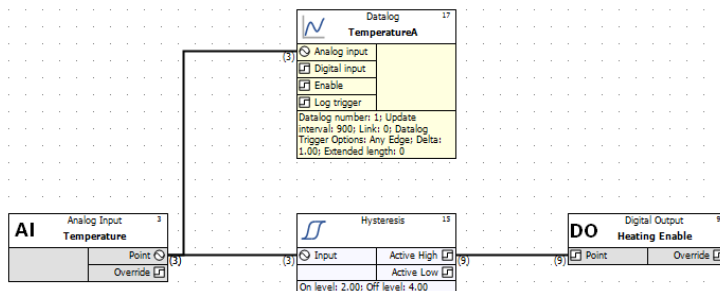 Datalog 17
TemperatureA
(3) Analog input
Digital input
Enable
Log trigger
Datalog number: 1; Update
interval: 900; Link: 0; Datalog
Trigger Options: Any Edge; Delta:
1.00; Extended length: 0
AI Analog Input 3
Temperature
Point (3)
Override
Hysteresis 15
(3) Input Active High (9)
Active Low
On level: 2.00; Off level: 4.00
DO Digital Output 9
Heating Enable
(9) Point Override